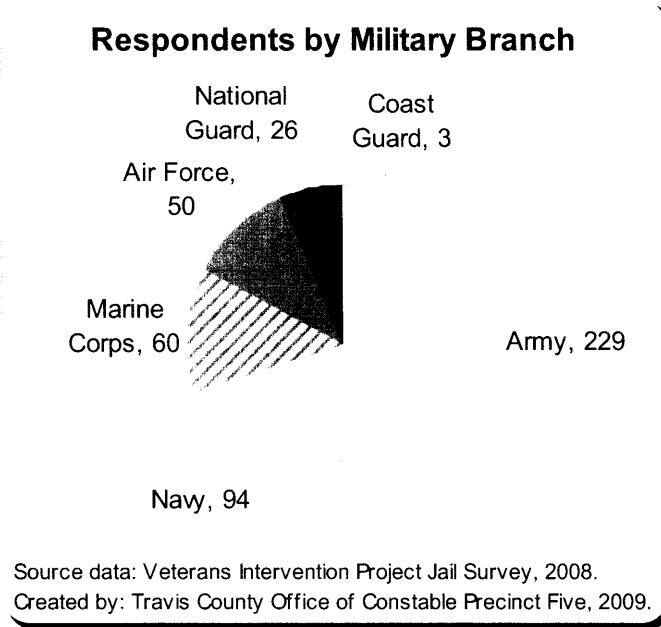 Respondents by Military Branch
National
Guard, 26
Coast
Guard, 3
Air Force,
50
Marine
Corps, 60
Army, 229
Navy, 94
Source data: Veterans Intervention Project Jail Survey, 2008.
Created by: Travis County Office of Constable Precinct Five, 2009.